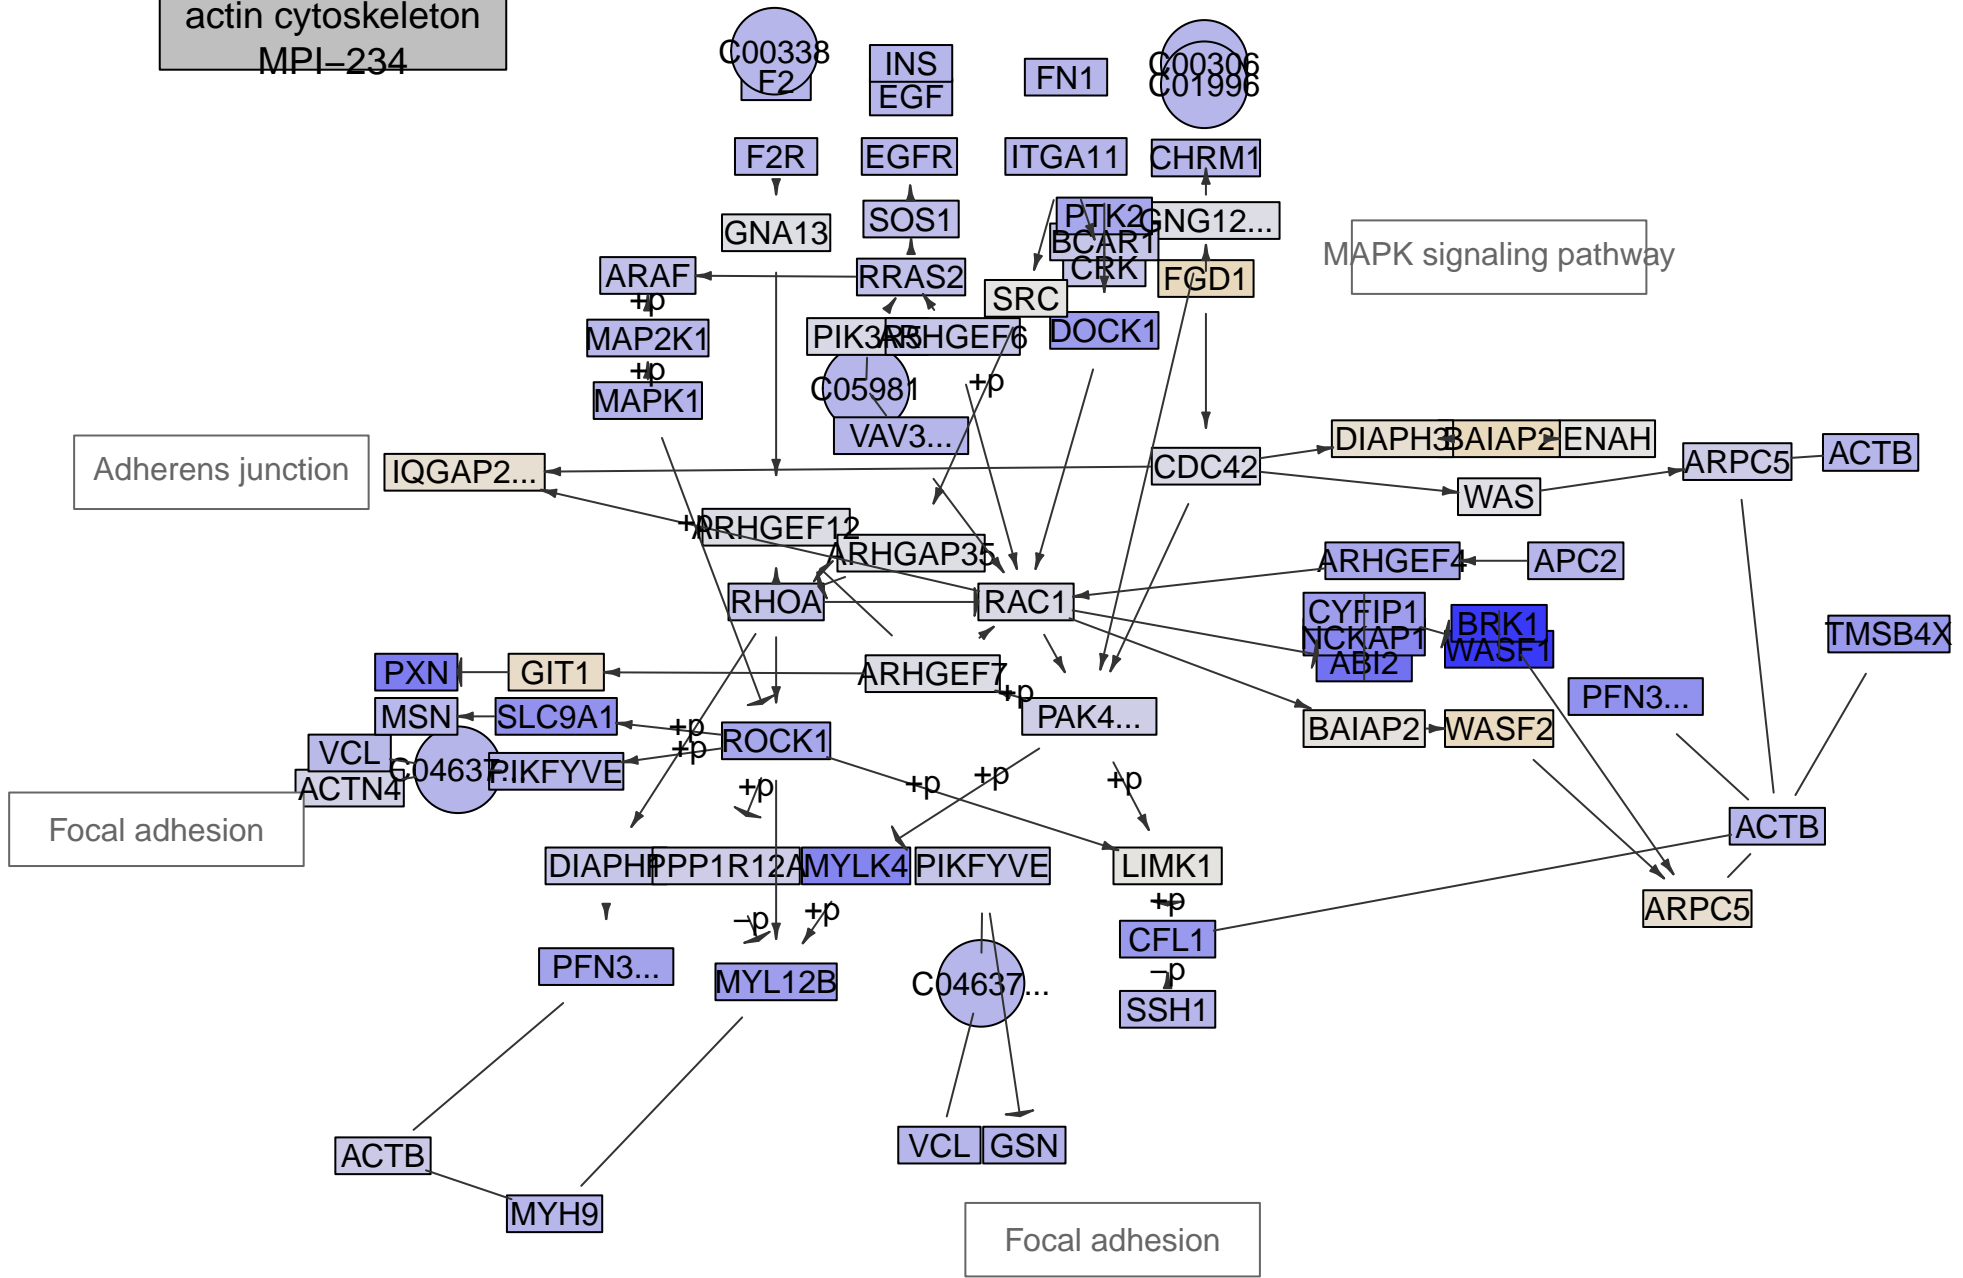 actin cytoskeleton
MPI−234
C00338
F2
INS
EGF
FN1
C00306
C01996
F2R
EGFR
ITGA11
CHRM1
GNA13
SOS1
PTK2
BCAR1
CRK
GNG12...
MAPK signaling pathway
ARAF
RRAS2
SRC
FGD1
+p
MAP2K1
PIK3R5
ARHGEF6
DOCK1
+p
MAPK1
C05981
+p
VAV3...
Adherens junction
IQGAP2...
CDC42
DIAPH3
BAIAP2
ENAH
ARPC5
ACTB
WAS
+p
ARHGEF12
ARHGAP35
ARHGEF4
APC2
RHOA
RAC1
CYFIP1
NCKAP1
ABI2
BRK1
WASF1
TMSB4X
PXN
GIT1
ARHGEF7
+p
PFN3...
MSN
SLC9A1
+p
PAK4...
BAIAP2
WASF2
VCL
ACTN4
C04637...
PIKFYVE
+p
ROCK1
+p
+p
+p
+p
Focal adhesion
ACTB
DIAPH
PPP1R12A
MYLK4
PIKFYVE
LIMK1
−p
+p
+p
ARPC5
CFL1
PFN3...
MYL12B
C04637...
−p
SSH1
ACTB
VCL
GSN
MYH9
Focal adhesion